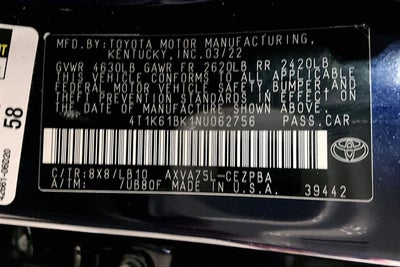 MFD.BY: TOYOTA MOTOR MANUFACTURING,
KENTUCKY, INC. 03/22
GVWR 4630LB GAWR FR 2620LB RR 2420LB
THIS VEHICLE CONFORMS TO ALL APPLICABLE
FEDERAL MOTOR VEHICLE SAFETY, BUMPER, AND
THEFT PREVENTION STANDARDS IN EFFECT ON
THE DATE OF MANUFACTURE SHOWN ABOVE.
4T1K61BK1NU062756 PASS.CAR
C/TR: 8X8/LB10 AXVA75L-CEZPBA
A/TM: 7UB80F MADE IN U.S.A. 39442
TOYOTA
58